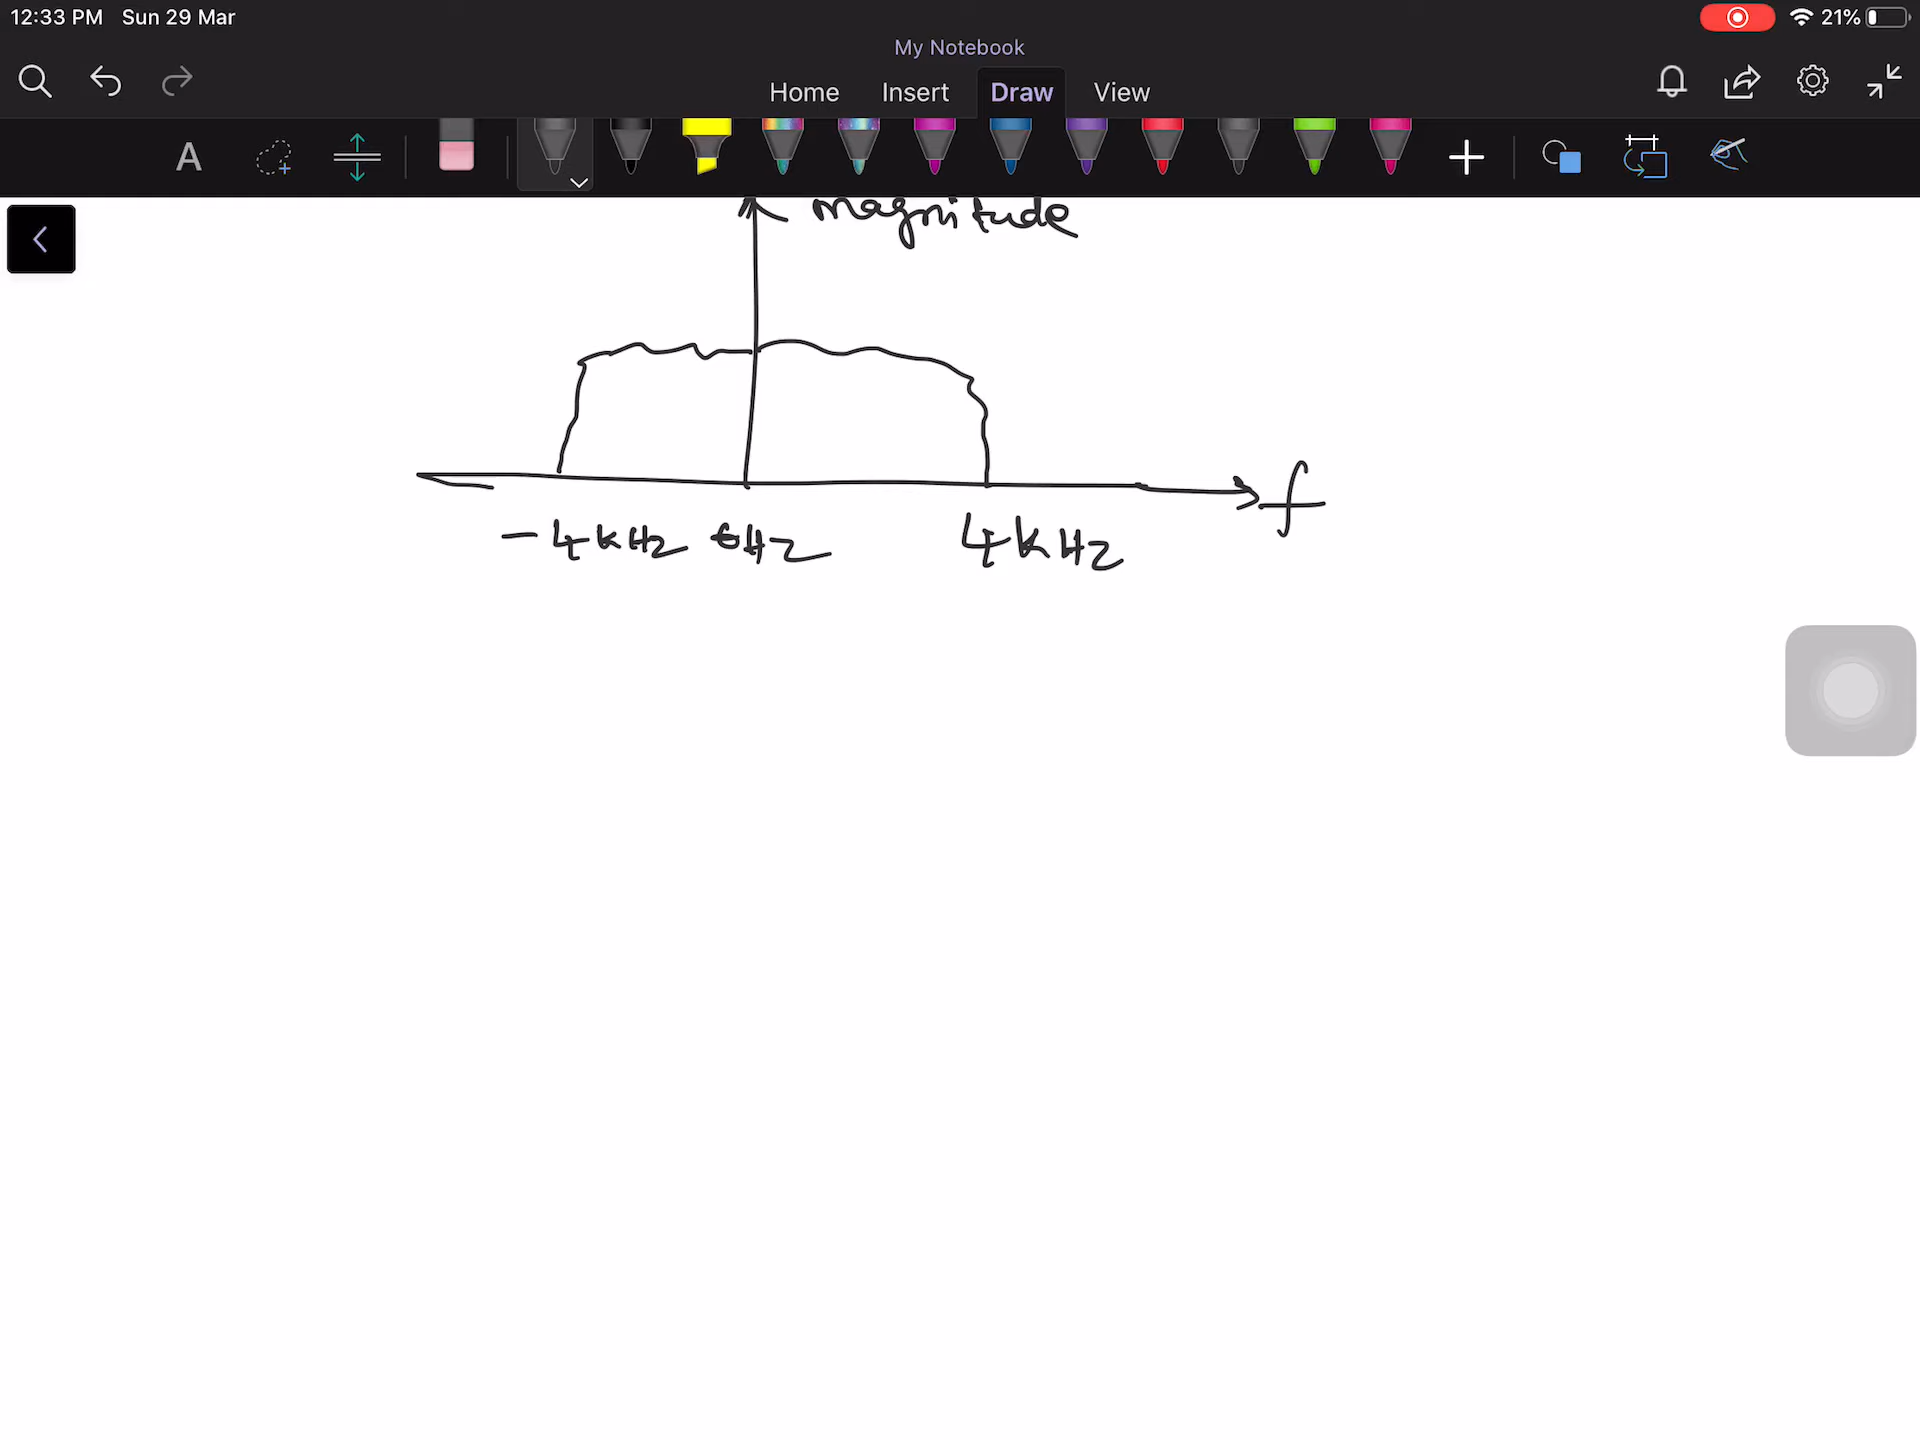 12:33 PM Sun 29 Mar 21%
My Notebook
Home Insert Draw View
A
magnitude
f
-4kHz 0Hz 4kHz